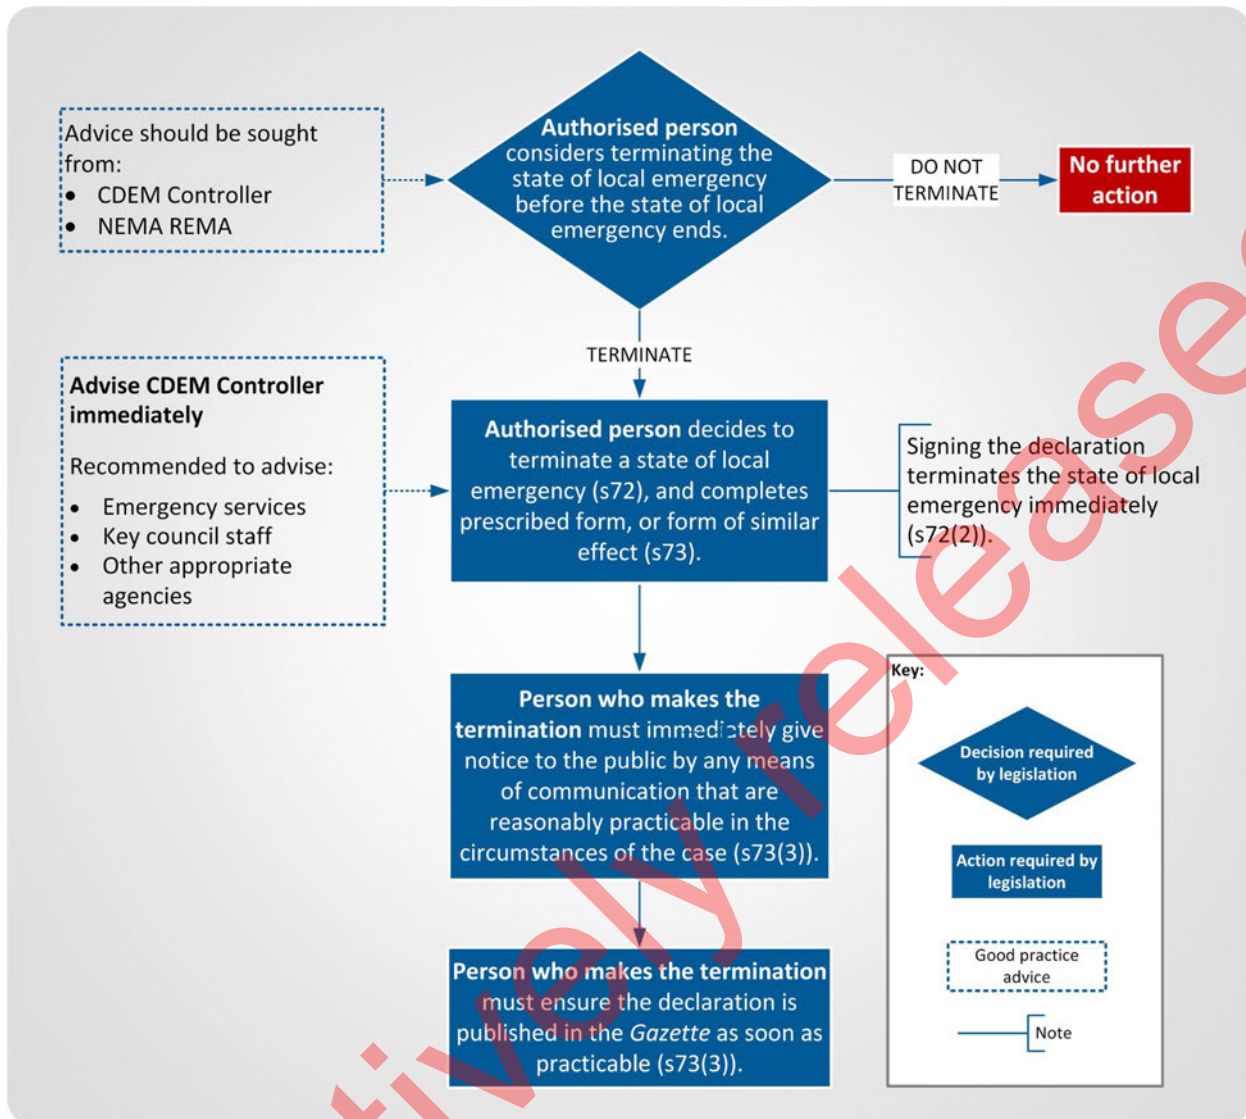 Advice should be sought
from:
• CDEM Controller
• NEMA REMA
Authorised person
considers terminating the
state of local emergency
before the state of local
emergency ends.
DO NOT
TERMINATE
No further
action
TERMINATE
Advise CDEM Controller
immediately
Recommended to advise:
• Emergency services
• Key council staff
• Other appropriate
agencies
Authorised person decides to
terminate a state of local
emergency (s72), and completes
prescribed form, or form of similar
effect (s73).
Signing the declaration
terminates the state of local
emergency immediately
(s72(2)).
Person who makes the
termination must immediately give
notice to the public by any means
of communication that are
reasonably practicable in the
circumstances of the case (s73(3)).
Person who makes the termination
must ensure the declaration is
published in the Gazette as soon as
practicable (s73(3)).
Key:
Decision required
by legislation
Action required by
legislation
Good practice
advice
Note